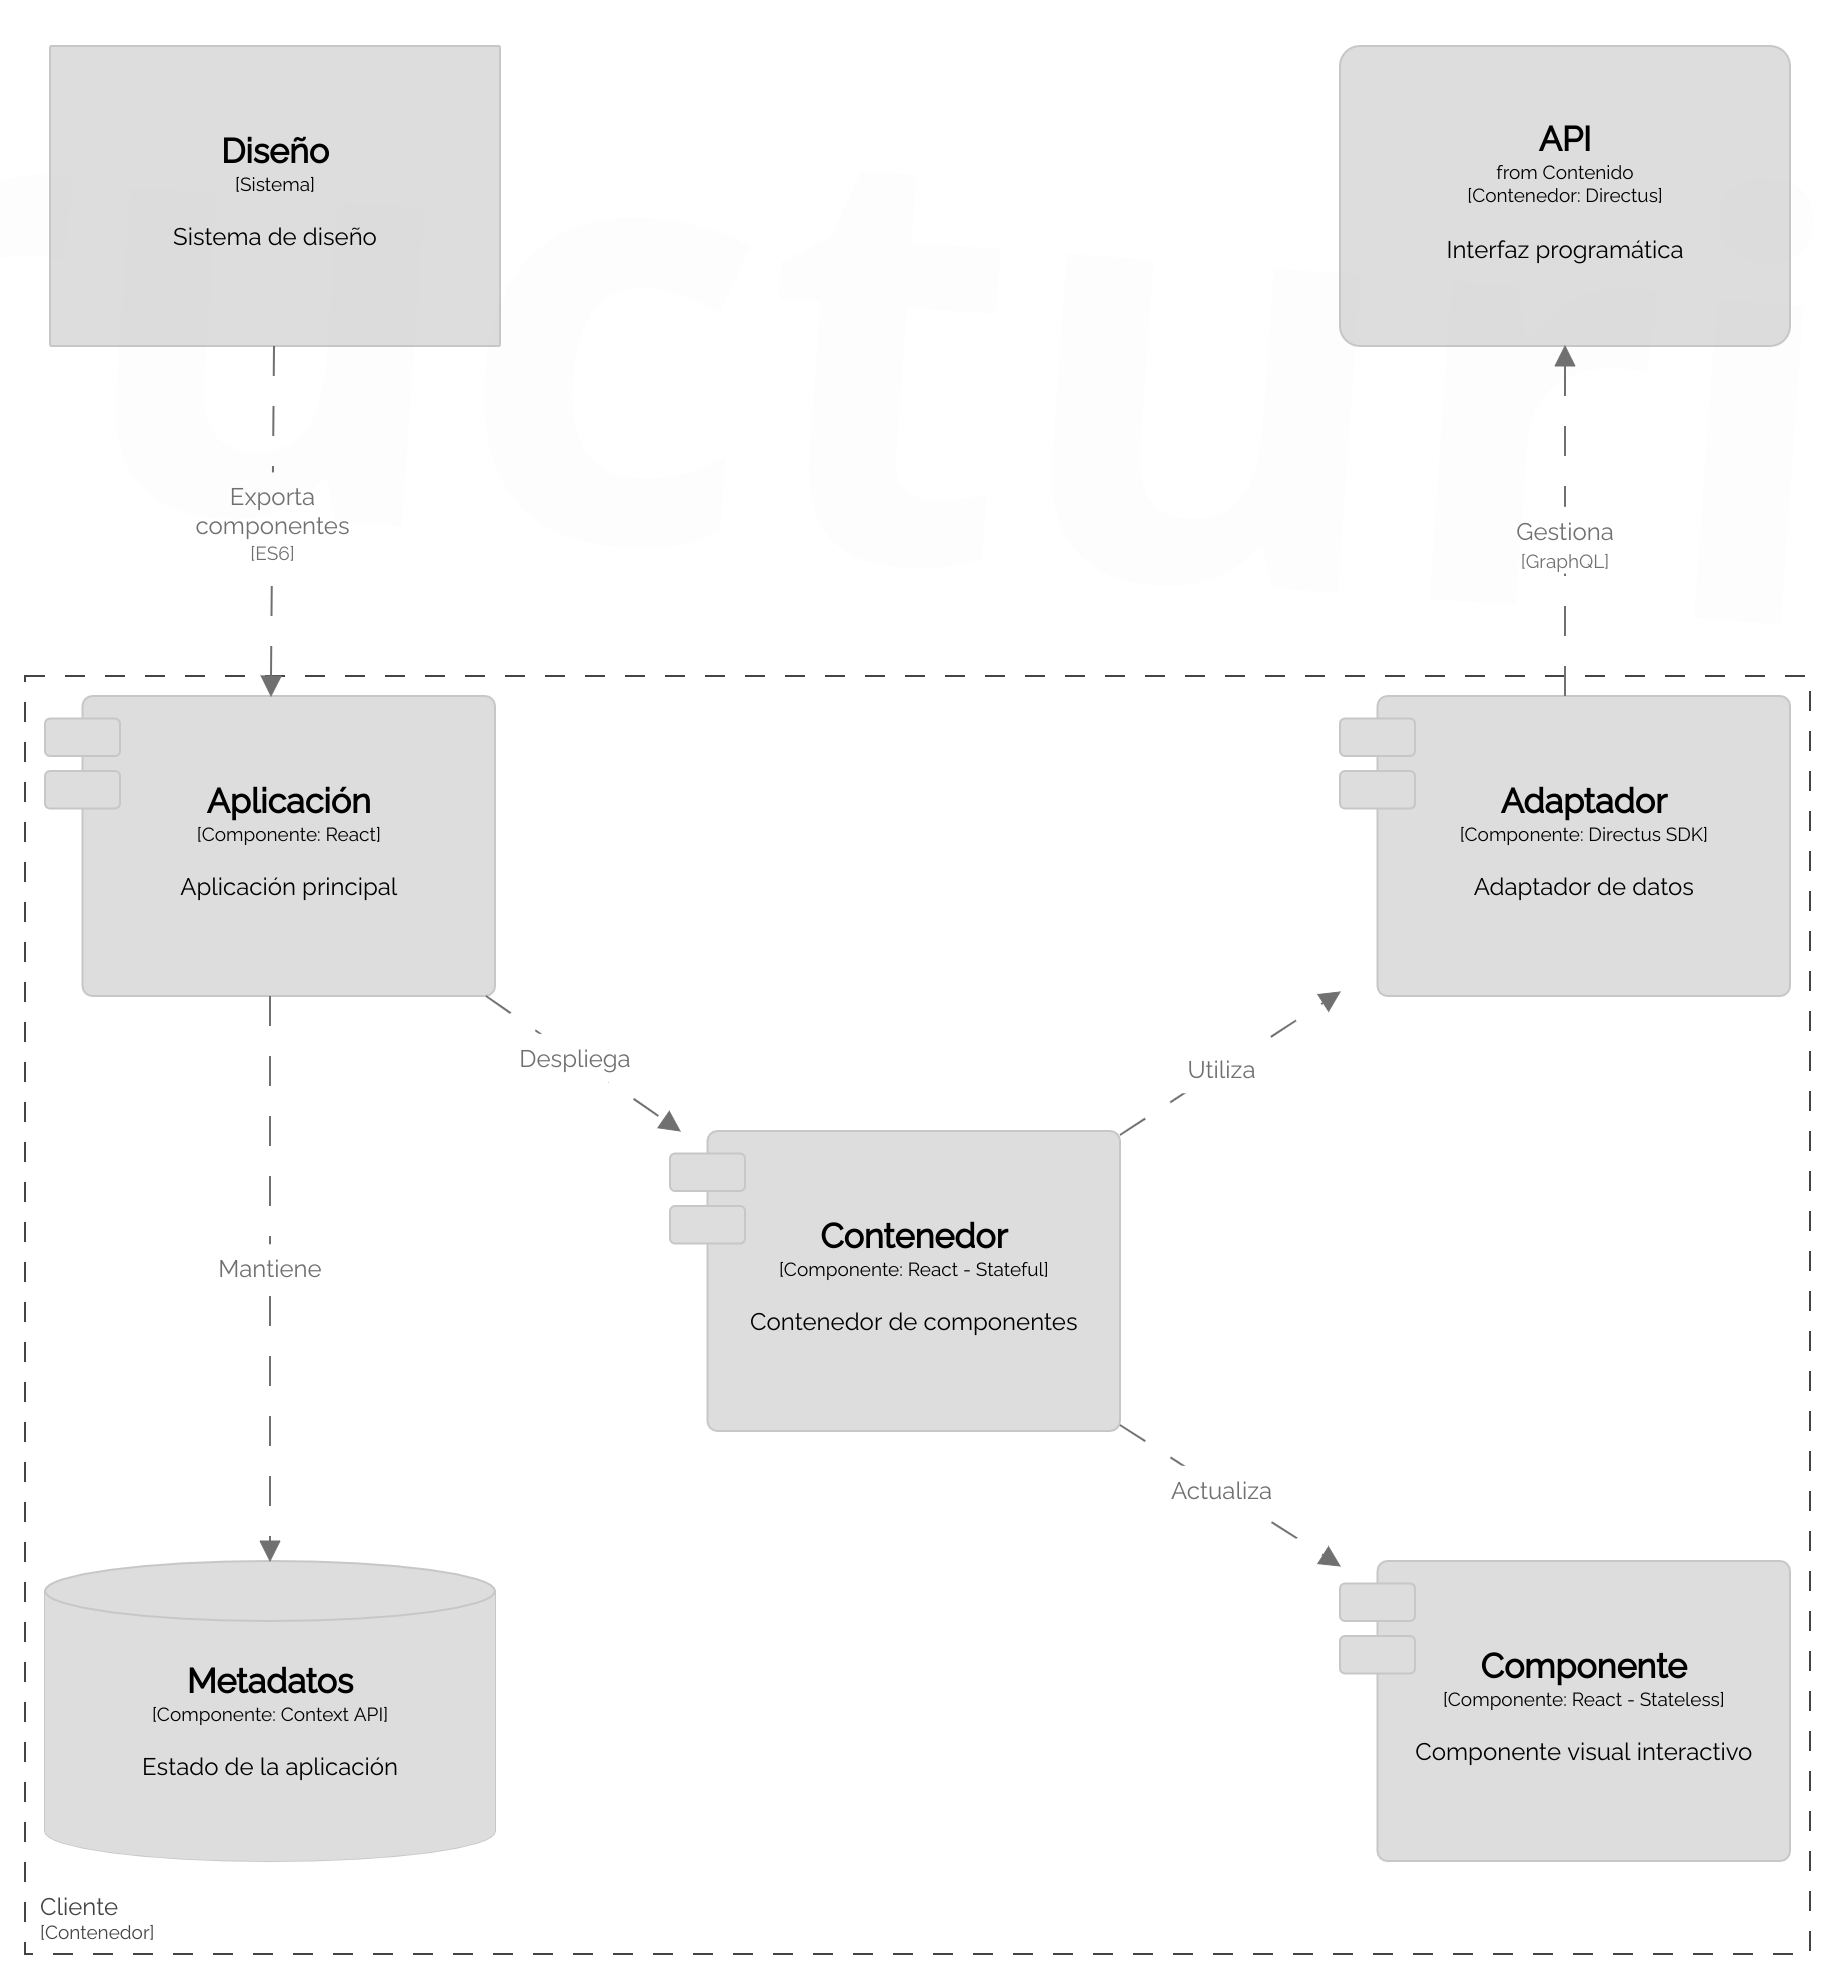 Diseño
[Sistema]
Sistema de diseño
API
from Contenido
[Contenedor: Directus]
Interfaz programática
Exporta
componentes
[ES6]
Gestiona
[GraphQL]
Aplicación
[Componente: React]
Aplicación principal
Adaptador
[Componente: Directus SDK]
Adaptador de datos
Despliega
Utiliza
Mantiene
Contenedor
[Componente: React - Stateful]
Contenedor de componentes
Actualiza
Metadatos
[Componente: Context API]
Estado de la aplicación
Componente
[Componente: React - Stateless]
Componente visual interactivo
Cliente
[Contenedor]